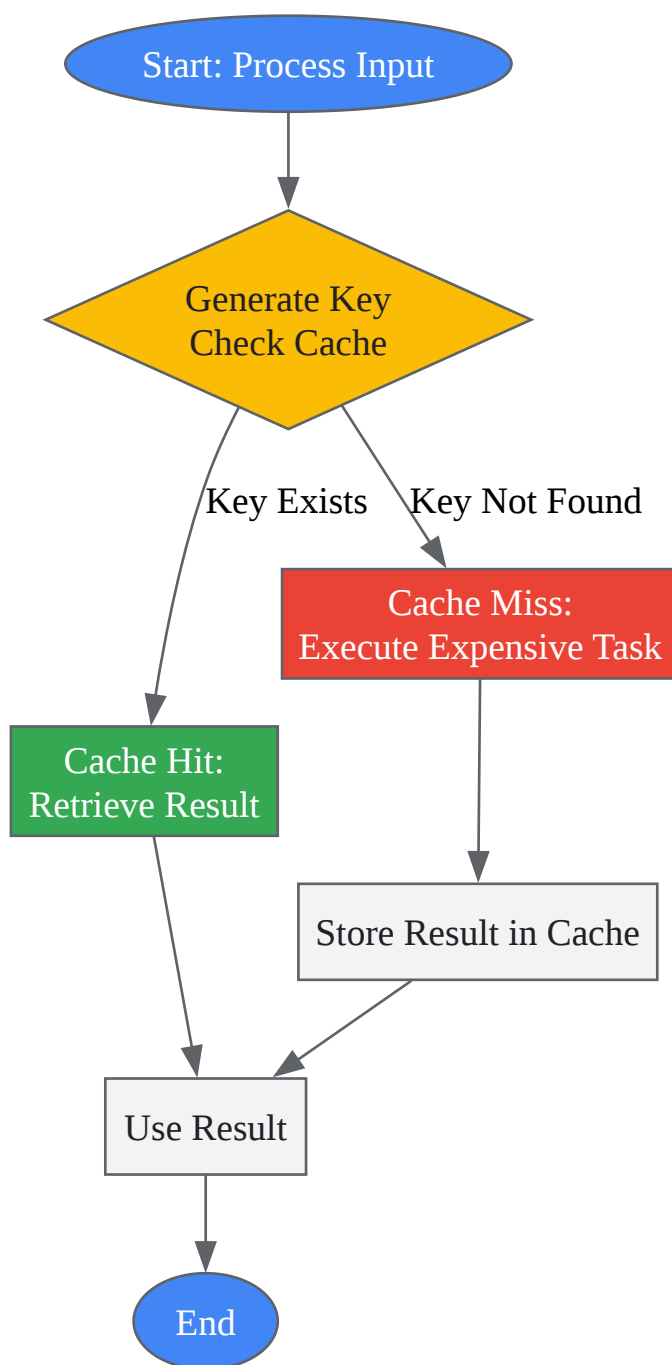 Start: Process Input
Generate Key
Check Cache
Key Exists
Key Not Found
Cache Miss:
Execute Expensive Task
Cache Hit:
Retrieve Result
Store Result in Cache
Use Result
End